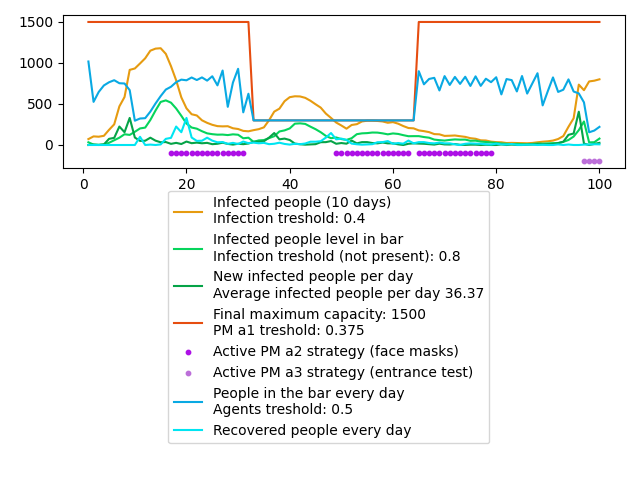 1500
1000
500
0
0 20 40 60 80 100
Infected people (10 days)
Infection treshold: 0.4
Infected people level in bar
Infection treshold (not present): 0.8
New infected people per day
Average infected people per day 36.37
Final maximum capacity: 1500
PM a1 treshold: 0.375
Active PM a2 strategy (face masks)
Active PM a3 strategy (entrance test)
People in the bar every day
Agents treshold: 0.5
Recovered people every day